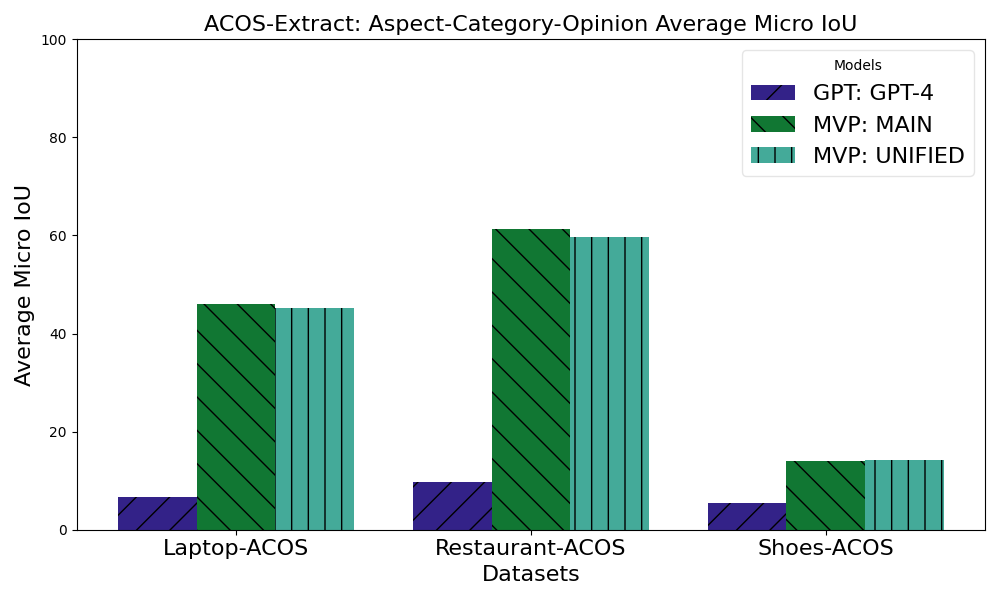 ACOS-Extract: Aspect-Category-Opinion Average Micro IoU
Average Micro IoU
100
80
60
40
20
0
Models
GPT: GPT-4
MVP: MAIN
MVP: UNIFIED
Laptop-ACOS
Restaurant-ACOS
Shoes-ACOS
Datasets